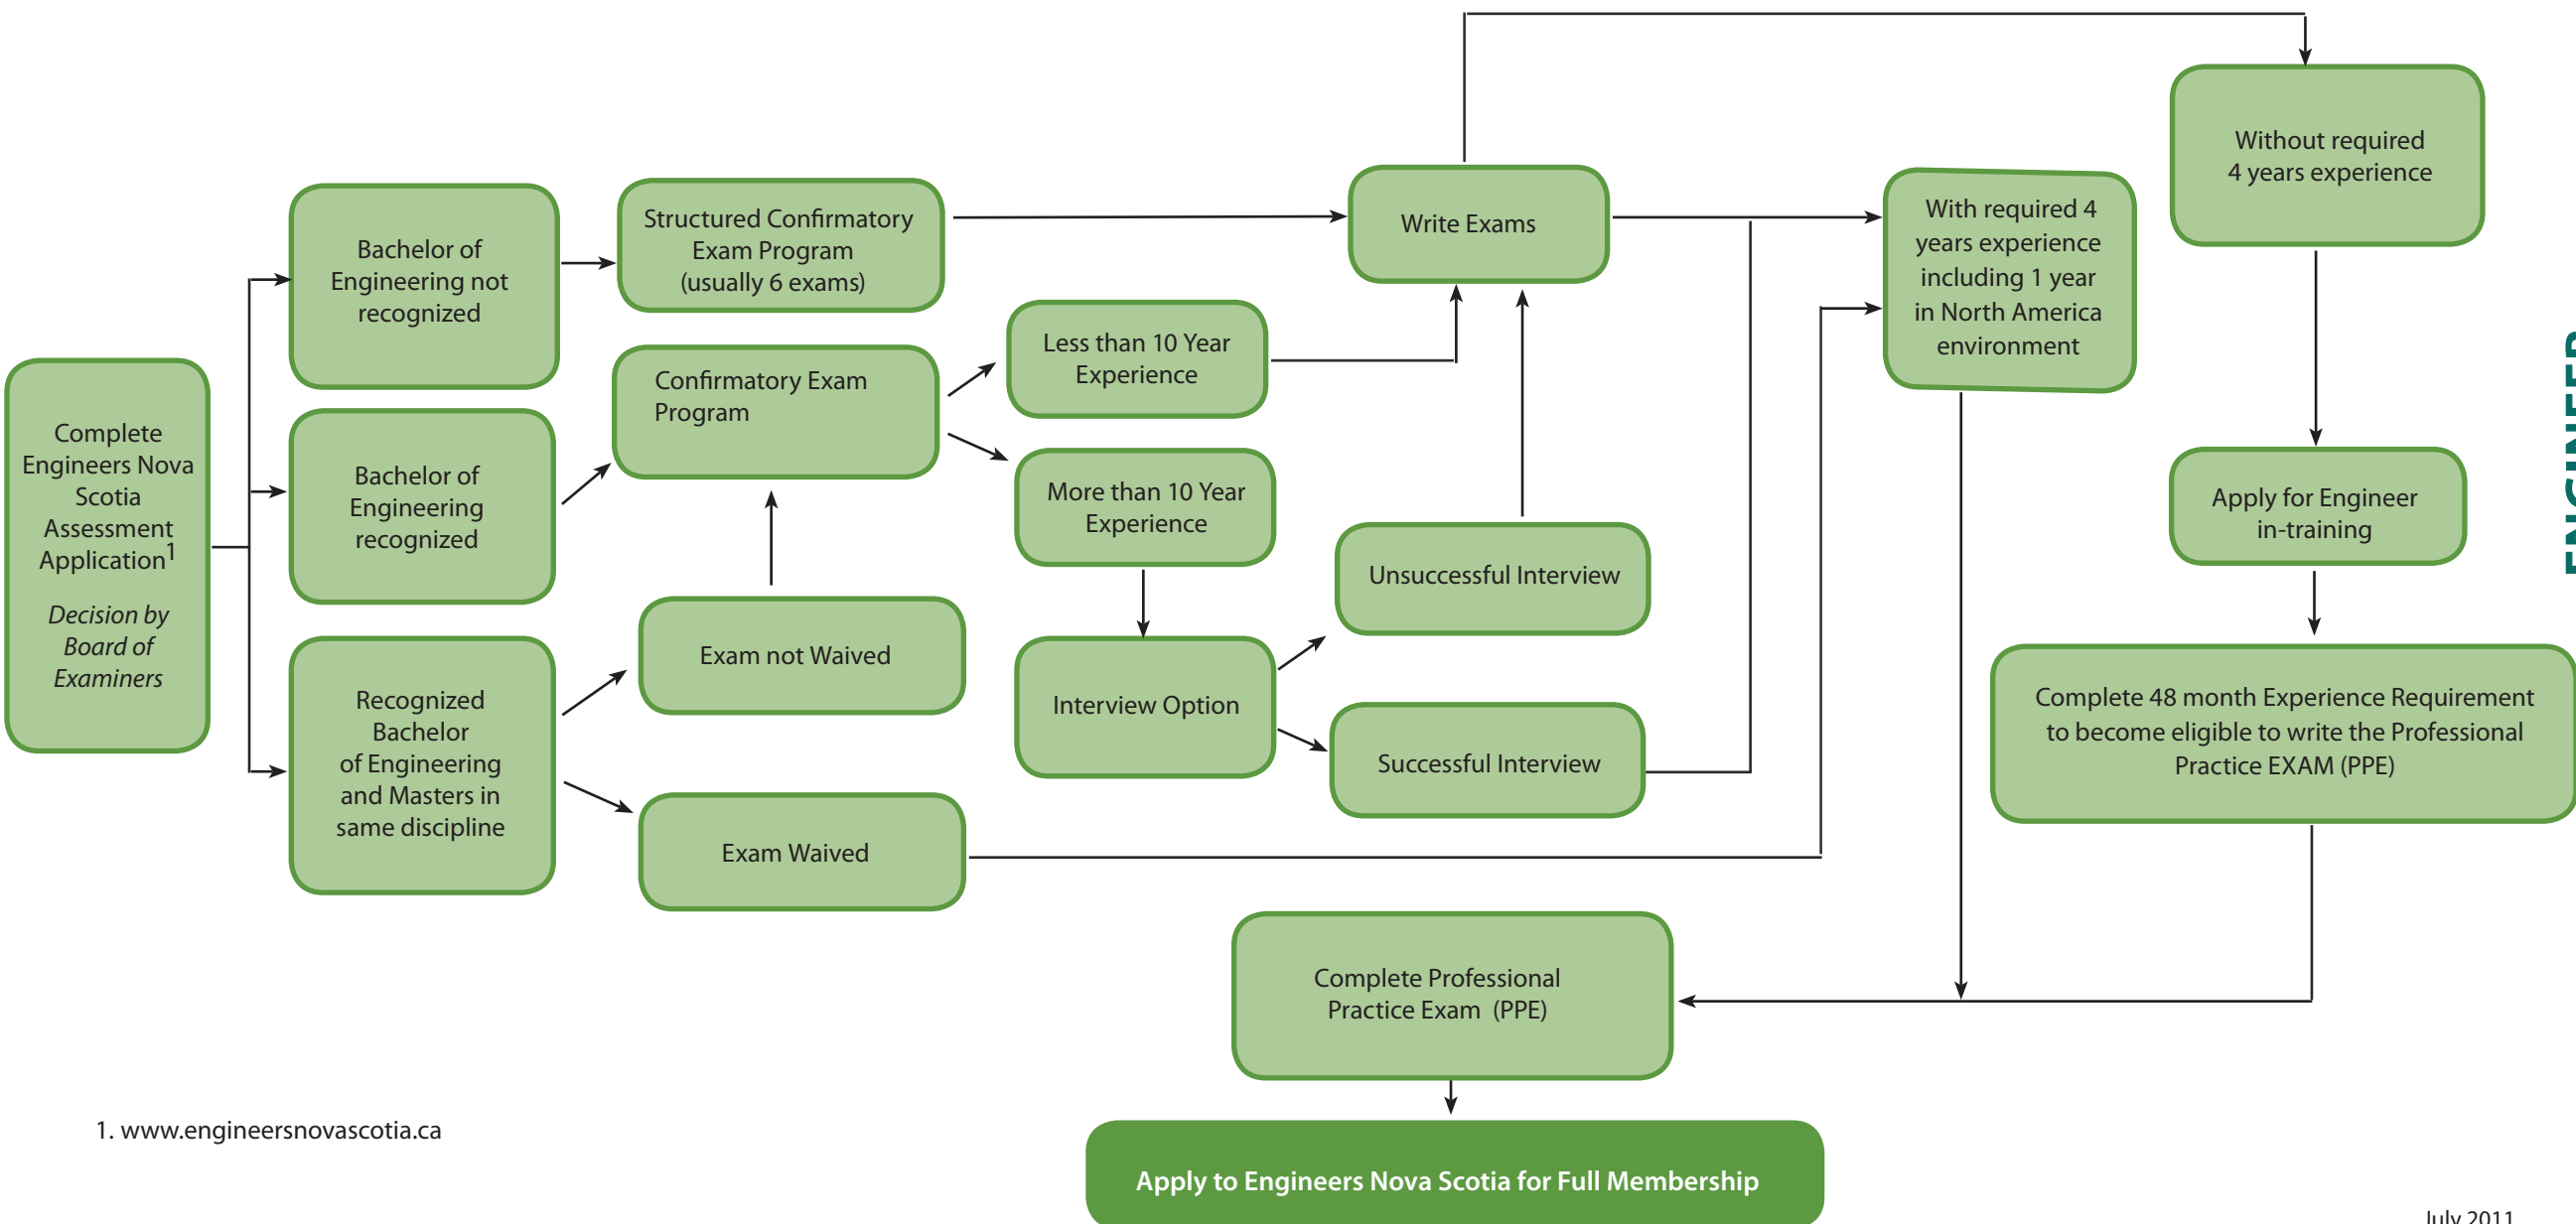 Complete
Engineers Nova
Scotia
Assessment
Application1
Decision by
Board of
Examiners
Bachelor of
Engineering not
recognized
Bachelor of
Engineering
recognized
Recognized
Bachelor
of Engineering
and Masters in
same discipline
Structured Confirmatory
Exam Program
(usually 6 exams)
Confirmatory Exam
Program
Exam not Waived
Exam Waived
Less than 10 Year
Experience
More than 10 Year
Experience
Interview Option
Unsuccessful Interview
Successful Interview
Write Exams
With required 4
years experience
including 1 year
in North America
environment
Without required
4 years experience
Apply for Engineer
in-training
Complete 48 month Experience Requirement
to become eligible to write the Professional
Practice EXAM (PPE)
Complete Professional
Practice Exam (PPE)
Apply to Engineers Nova Scotia for Full Membership
1. www.engineersnovascotia.ca
ENGINEER
July 2011